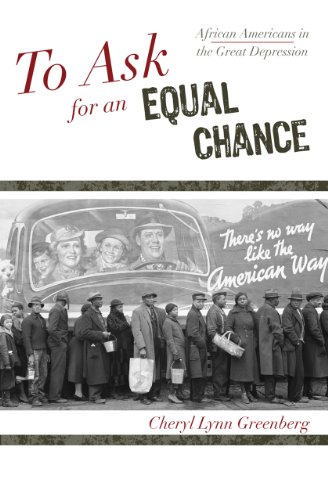 African Americans in
the Great Depression
To Ask
for an
EQUAL
CHANCE
There's no way
like the
American Way
Cheryl Lynn Greenberg